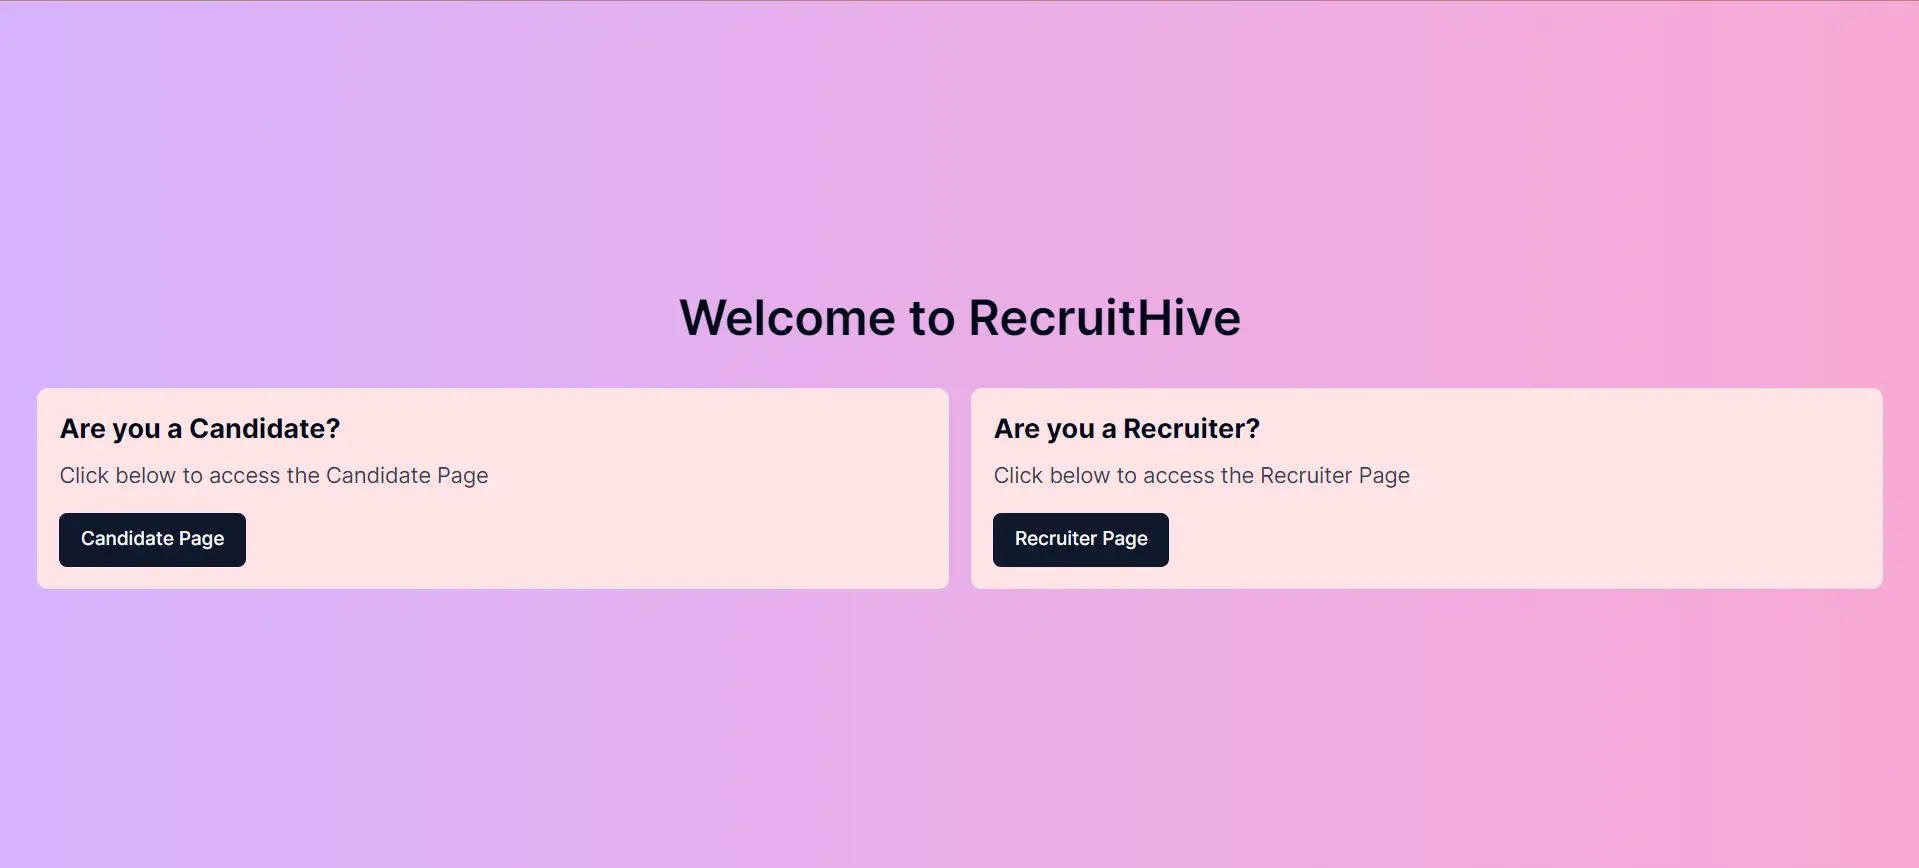 Welcome to RecruitHive
Are you a Candidate?
Click below to access the Candidate Page
Candidate Page
Are you a Recruiter?
Click below to access the Recruiter Page
Recruiter Page